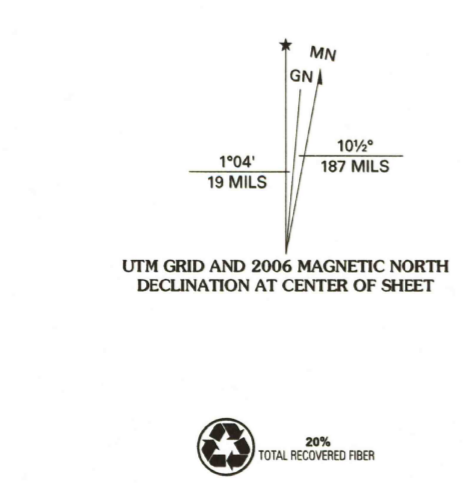 MN
GN
10½°
187 MILS
1°04'
19 MILS
UTM GRID AND 2006 MAGNETIC NORTH
DECLINATION AT CENTER OF SHEET
20%
TOTAL RECOVERED FIBER